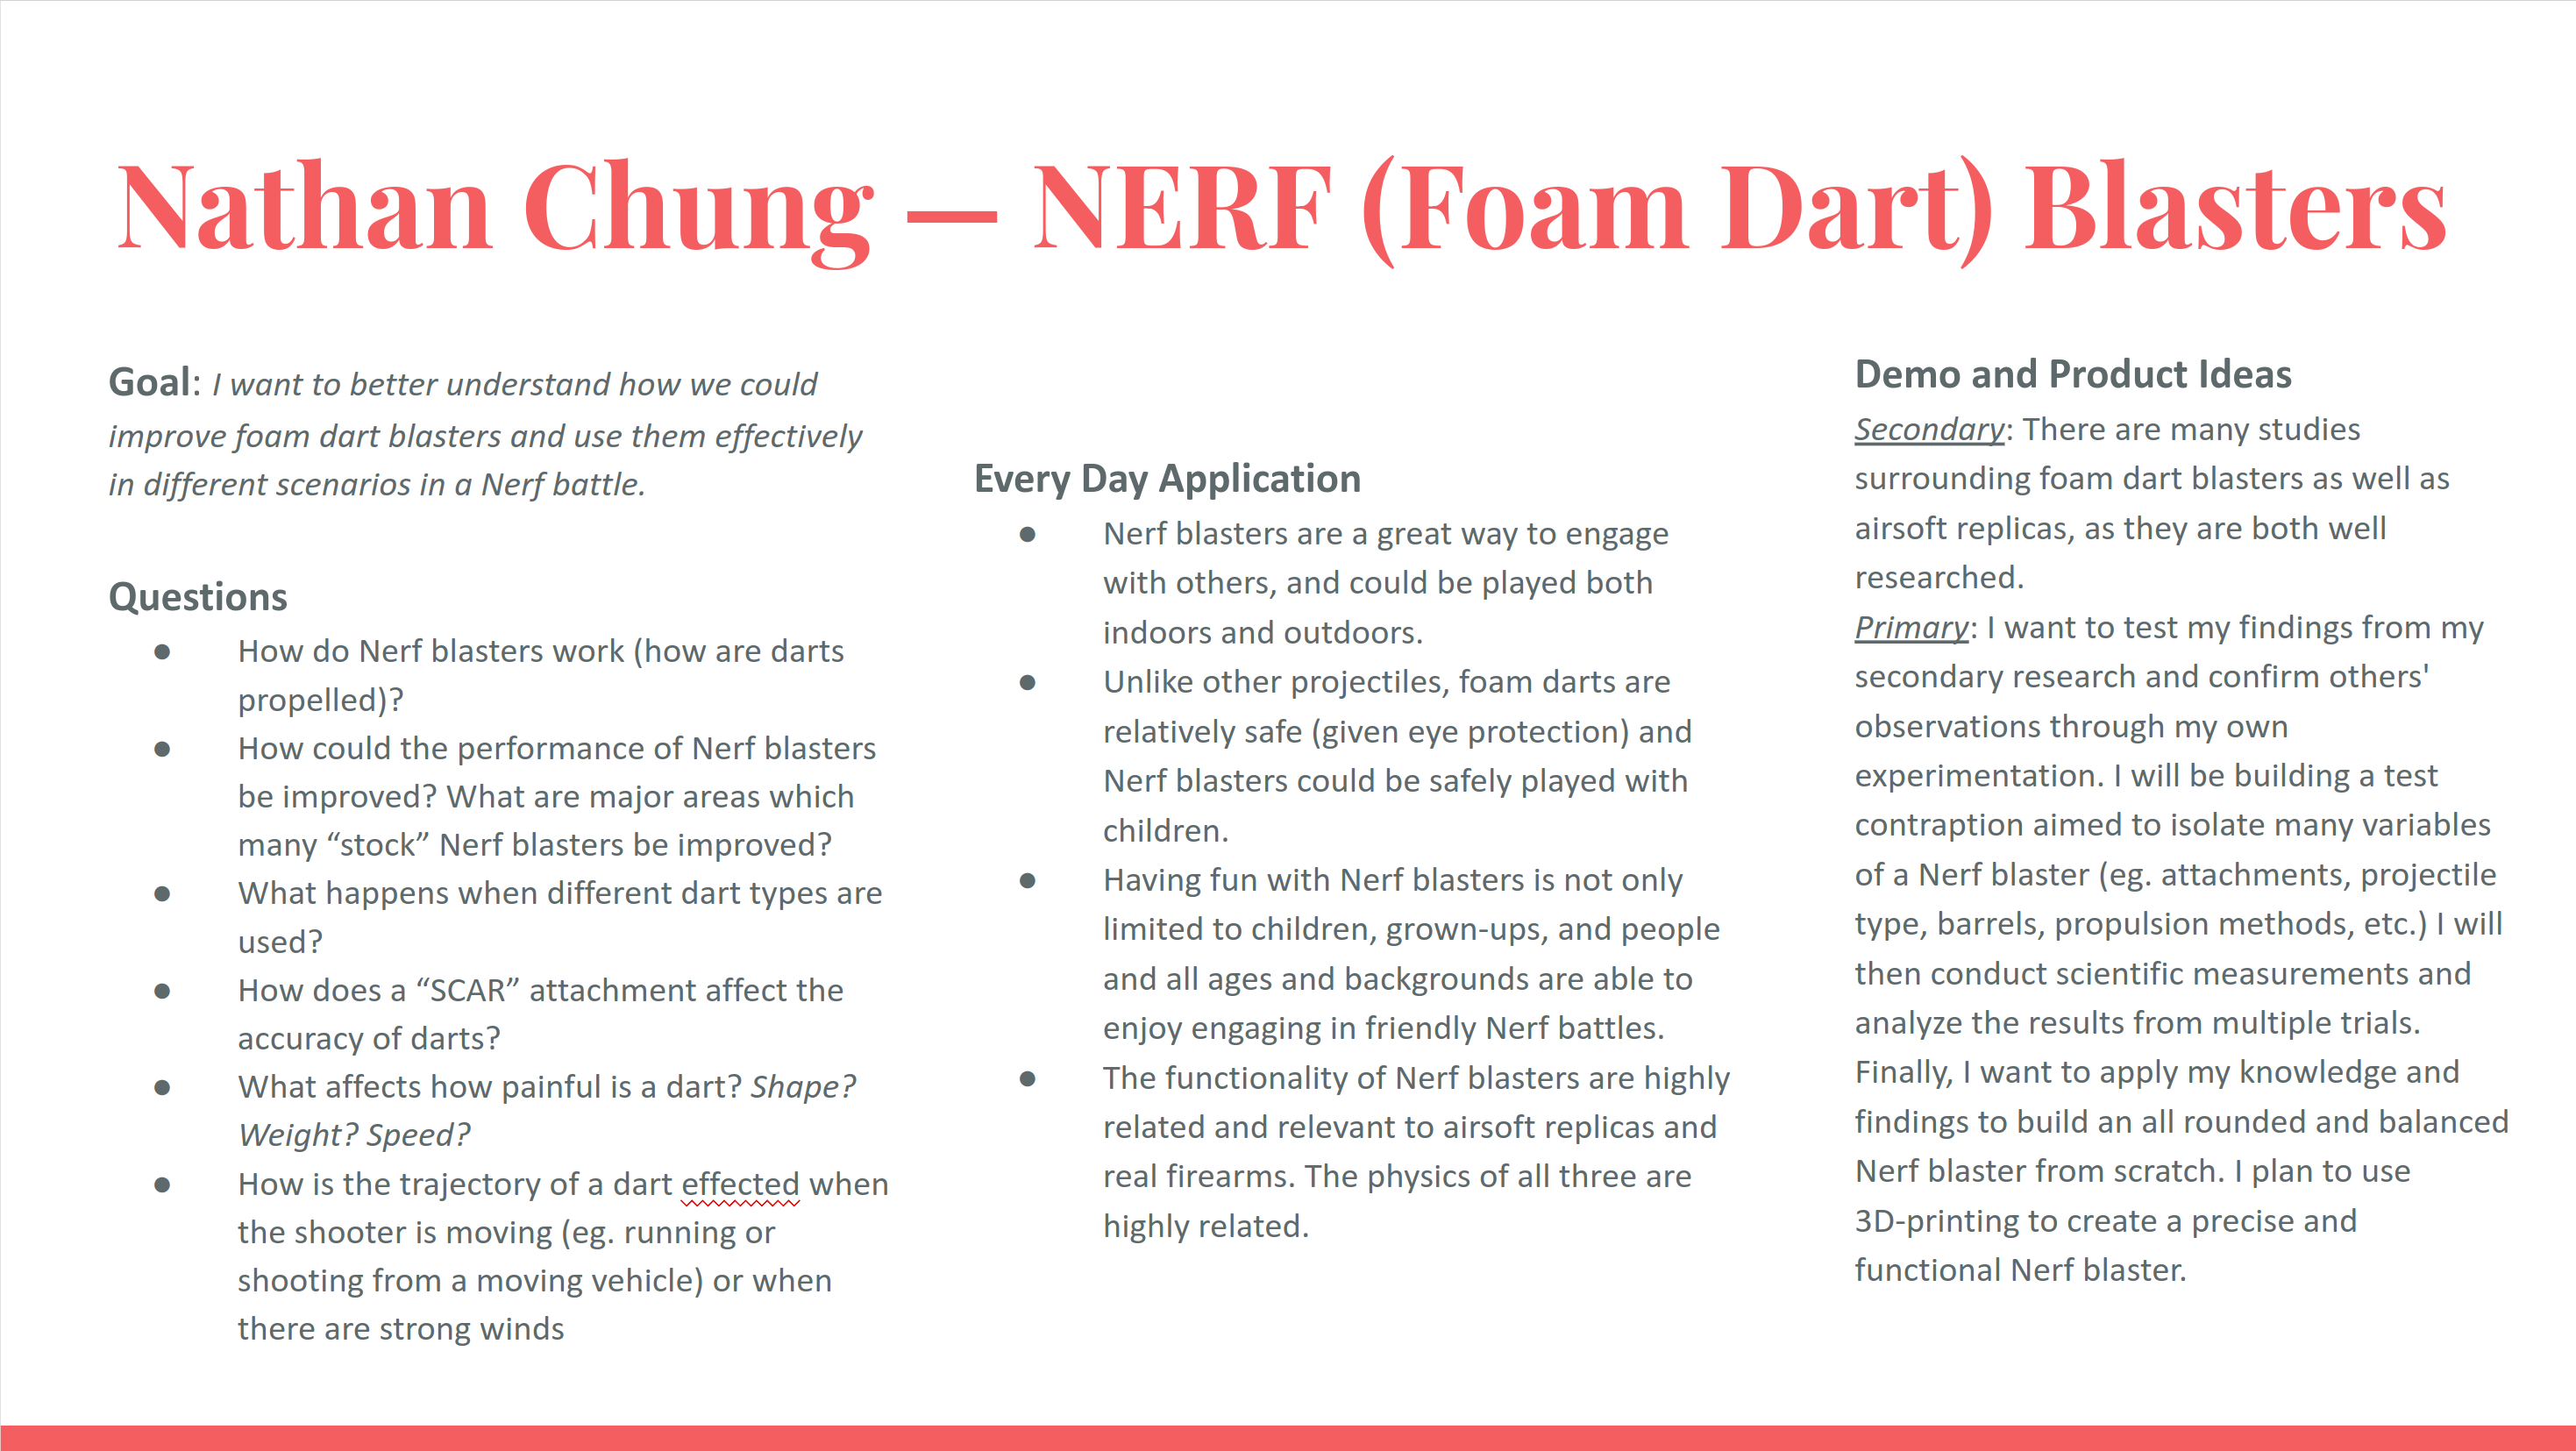 Nathan Chung — NERF (Foam Dart) Blasters
Goal: I want to better understand how we could
improve foam dart blasters and use them effectively
in different scenarios in a Nerf battle.
Questions
● How do Nerf blasters work (how are darts
propelled)?
● How could the performance of Nerf blasters
be improved? What are major areas which
many “stock” Nerf blasters be improved?
● What happens when different dart types are
used?
● How does a “SCAR” attachment affect the
accuracy of darts?
● What affects how painful is a dart? Shape?
Weight? Speed?
● How is the trajectory of a dart effected when
the shooter is moving (eg. running or
shooting from a moving vehicle) or when
there are strong winds
Every Day Application
● Nerf blasters are a great way to engage
with others, and could be played both
indoors and outdoors.
● Unlike other projectiles, foam darts are
relatively safe (given eye protection) and
Nerf blasters could be safely played with
children.
● Having fun with Nerf blasters is not only
limited to children, grown-ups, and people
and all ages and backgrounds are able to
enjoy engaging in friendly Nerf battles.
● The functionality of Nerf blasters are highly
related and relevant to airsoft replicas and
real firearms. The physics of all three are
highly related.
Demo and Product Ideas
Secondary: There are many studies
surrounding foam dart blasters as well as
airsoft replicas, as they are both well
researched.
Primary: I want to test my findings from my
secondary research and confirm others'
observations through my own
experimentation. I will be building a test
contraption aimed to isolate many variables
of a Nerf blaster (eg. attachments, projectile
type, barrels, propulsion methods, etc.) I will
then conduct scientific measurements and
analyze the results from multiple trials.
Finally, I want to apply my knowledge and
findings to build an all rounded and balanced
Nerf blaster from scratch. I plan to use
3D-printing to create a precise and
functional Nerf blaster.